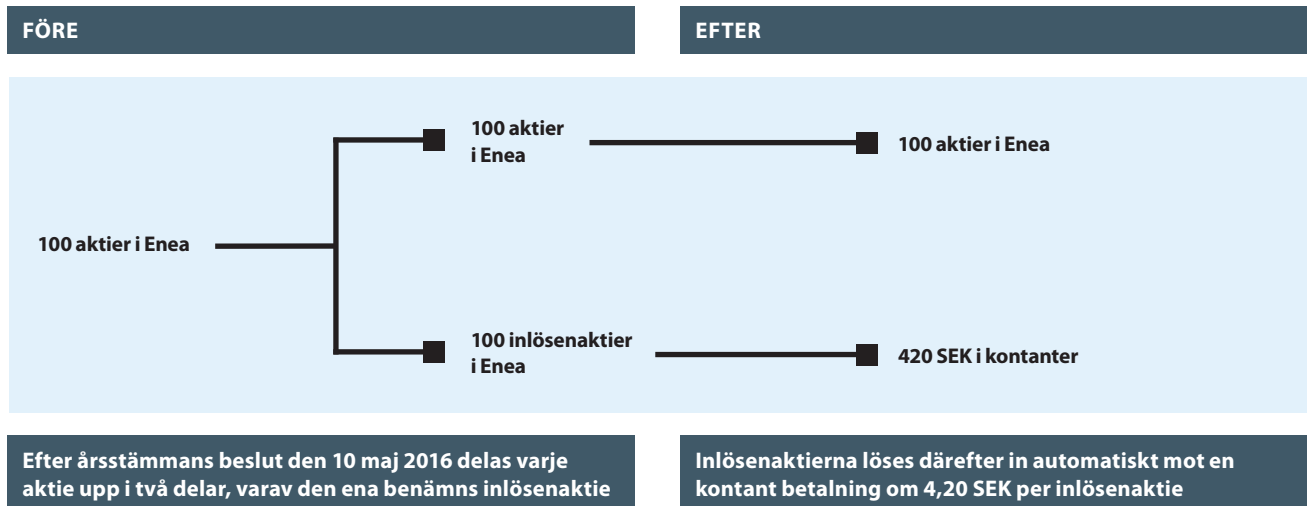 FÖRE
EFTER
100 aktier
i Enea
100 aktier i Enea
100 aktier i Enea
100 inlösenaktier
i Enea
420 SEK i kontanter
Efter årsstämmans beslut den 10 maj 2016 delas varje
aktie upp i två delar, varav den ena benämns inlösenaktie
Inlösenaktierna löses därefter in automatiskt mot en
kontant betalning om 4,20 SEK per inlösenaktie